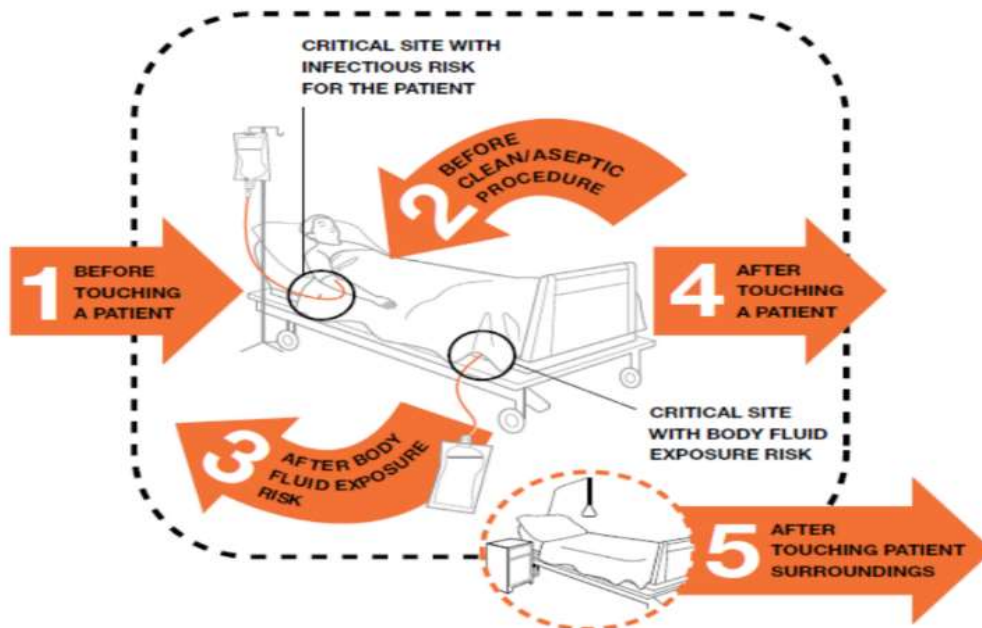 CRITICAL SITE WITH
INFECTIOUS RISK
FOR THE PATIENT
2
BEFORE
CLEAN/ASEPTIC
PROCEDURE
1
BEFORE
TOUCHING
A PATIENT
4
AFTER
TOUCHING
A PATIENT
3
AFTER BODY
FLUID EXPOSURE
RISK
CRITICAL SITE
WITH BODY FLUID
EXPOSURE RISK
5
AFTER
TOUCHING PATIENT
SURROUNDINGS